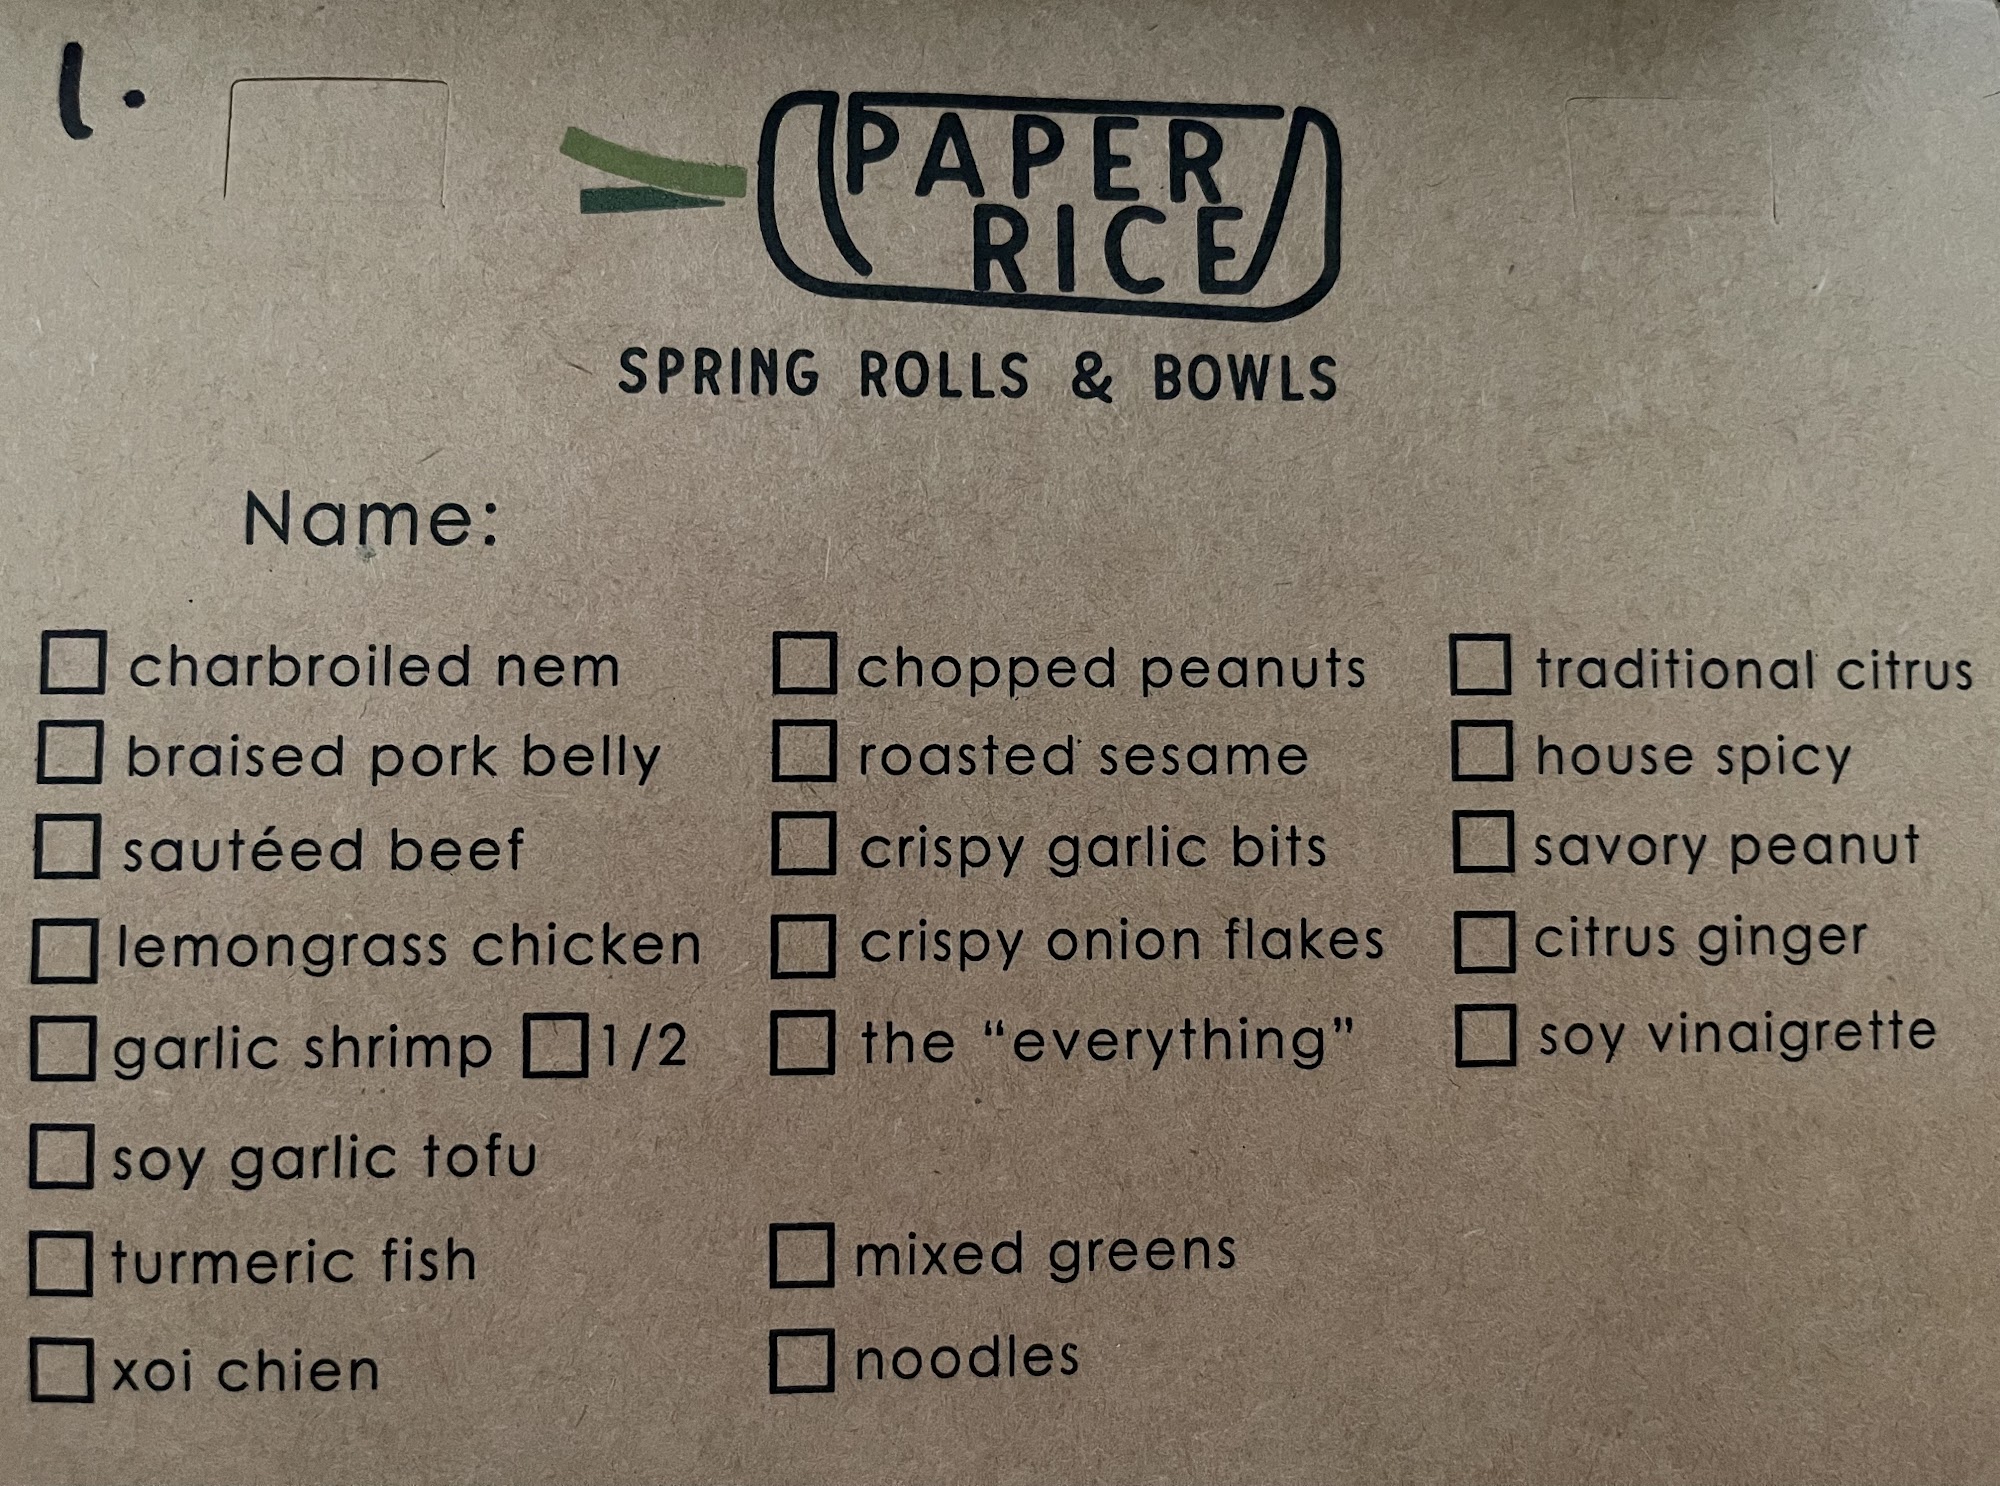 1.
PAPER
RICE
SPRING ROLLS & BOWLS
Name:
charbroiled nem
braised pork belly
sautéed beef
lemongrass chicken
garlic shrimp 1/2
soy garlic tofu
turmeric fish
xoi chien
chopped peanuts
roasted sesame
crispy garlic bits
crispy onion flakes
the “everything”
mixed greens
noodles
traditional citrus
house spicy
savory peanut
citrus ginger
soy vinaigrette